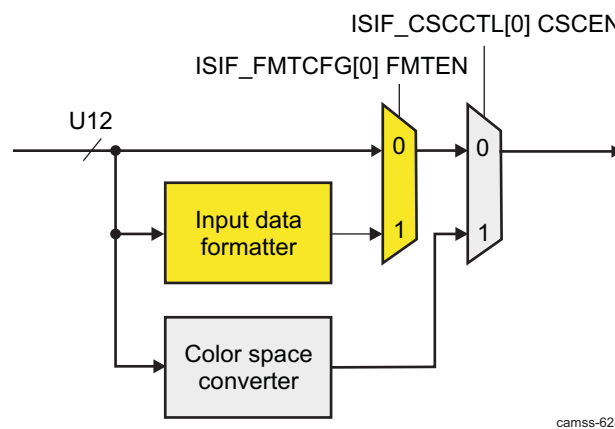 ISIF_CSCCTL[0] CSCEN
ISIF_FMTCFG[0] FMTEN
U12
0
0
Input data
formatter
1
1
Color space
converter
camss-62